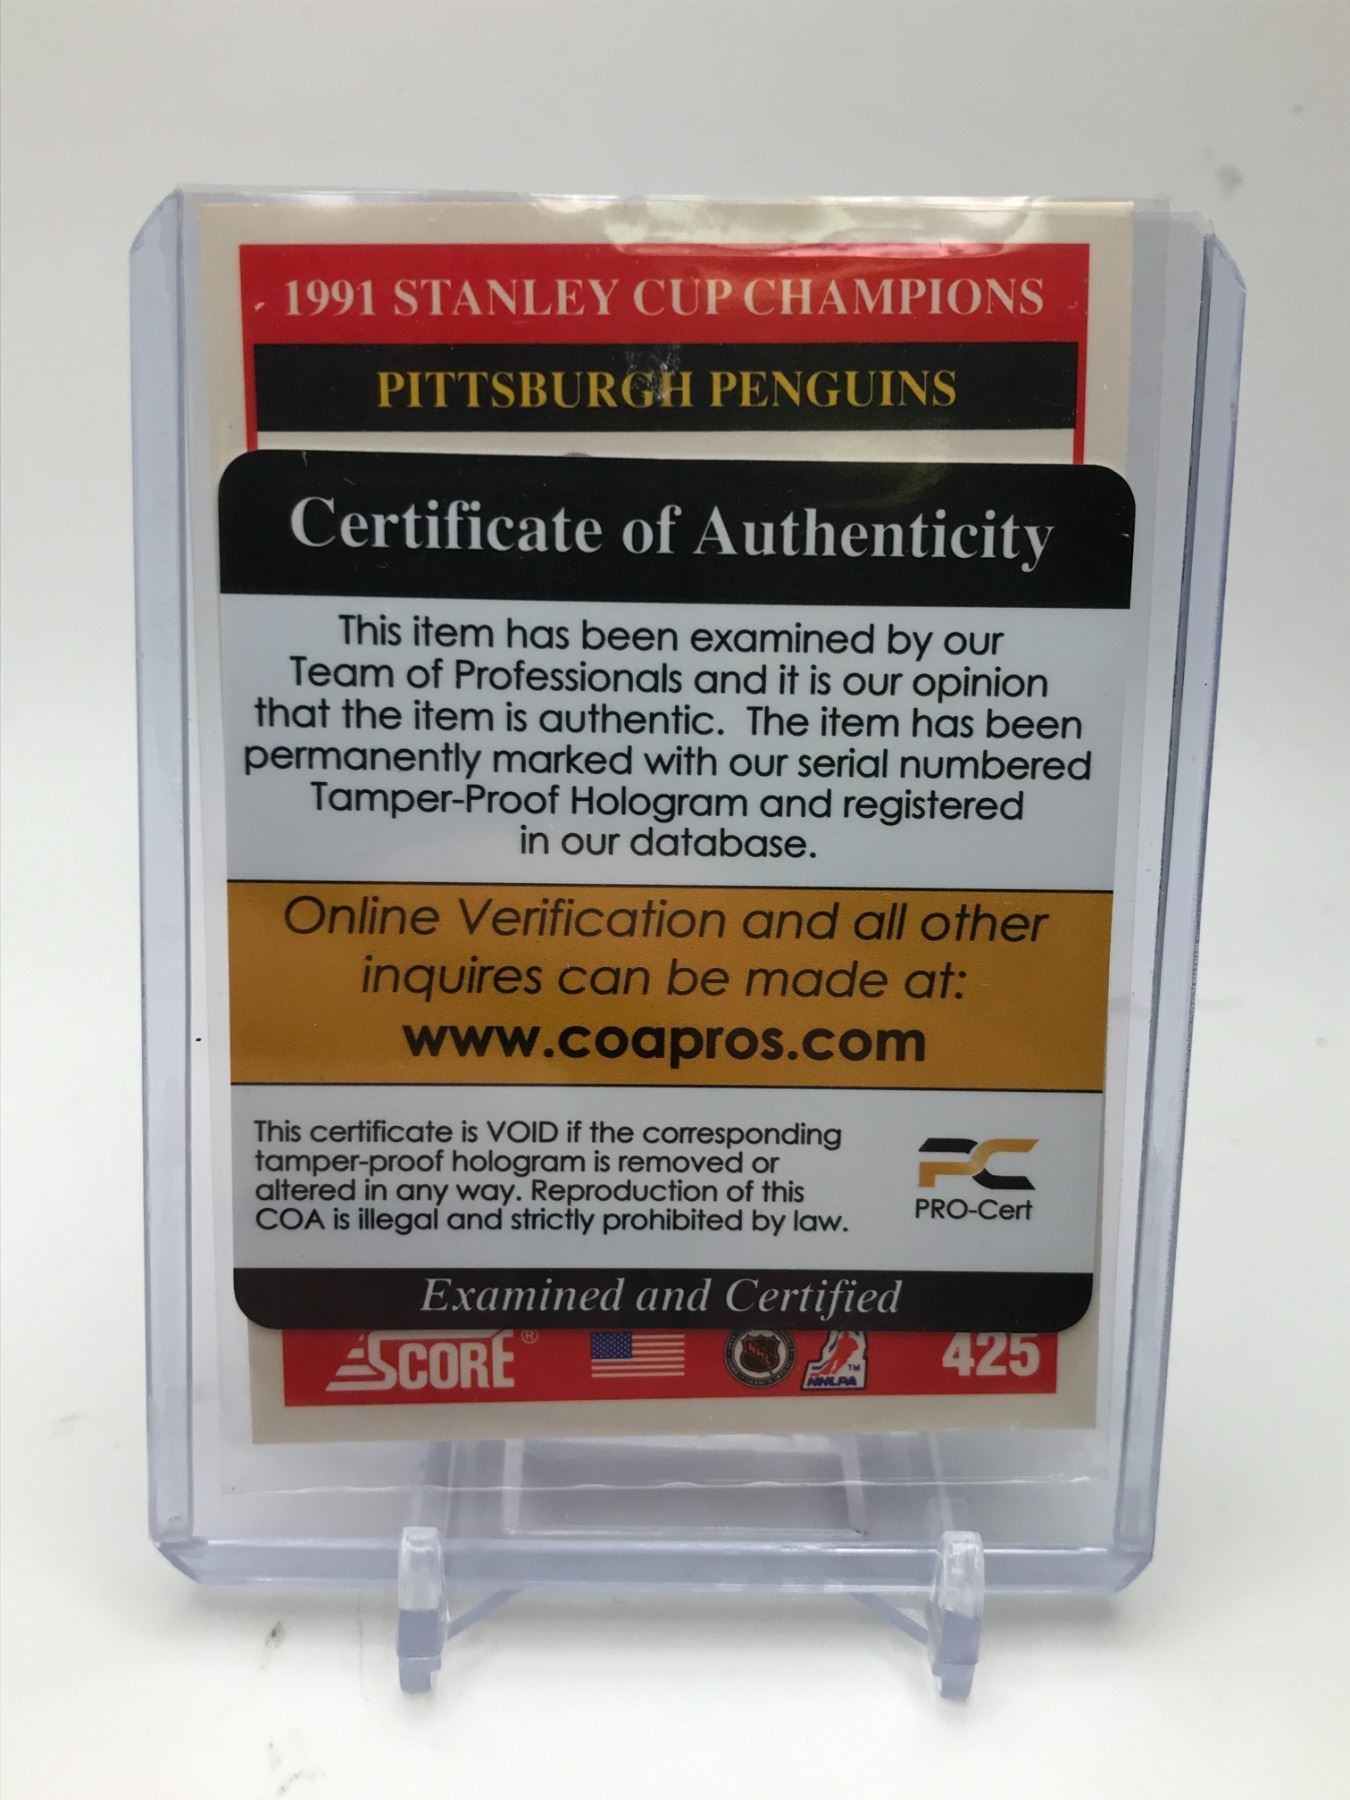 1991 STANLEY CUP CHAMPIONS
PITTSBURGH PENGUINS
Certificate of Authenticity
This item has been examined by our
Team of Professionals and it is our opinion
that the item is authentic. The item has been
permanently marked with our serial numbered
Tamper-Proof Hologram and registered
in our database.
Online Verification and all other
inquires can be made at:
www.coapros.com
This certificate is VOID if the corresponding
tamper-proof hologram is removed or
altered in any way. Reproduction of this
COA is illegal and strictly prohibited by law.
PC
PRO-Cert
Examined and Certified
SCORE® NHL NHLPA TM 425